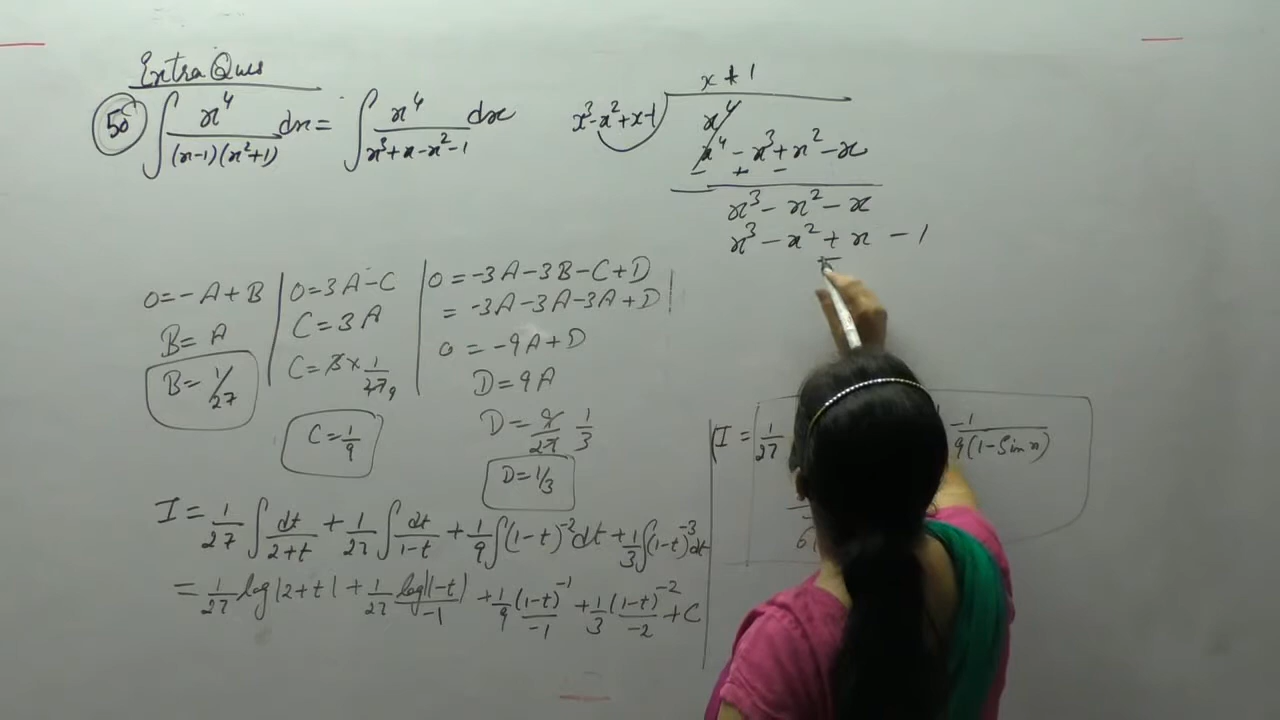 Extra Ques
50 ∫ x⁴/((x-1)(x²+1)) dx = ∫ x⁴/(x³+x-x²-1) dx
x+1
x³-x²+x-1 ) x⁴
x⁴ - x³ + x² - x
- + -
x³ - x² - x
x³ - x² + x - 1
0 = -A + B
B = A
B = 1/27
0 = 3A - C
C = 3A
C = 3 × 1/27 9
C = 1/9
0 = -3A - 3B - C + D
= -3A - 3A - 3A + D
0 = -9A + D
D = 9A
D = 9/27 1/3
D = 1/3
I = 1/27 ∫ dt/(2+t) + 1/27 ∫ dt/(1-t) + 1/9 ∫ (1-t)⁻² dt + 1/3 ∫ (1-t)⁻³ dt
= 1/27 log |2+t| + 1/27 log|1-t|/-1 + 1/9 (1-t)⁻¹/-1 + 1/3 (1-t)⁻²/-2 + C
I = 1/27
1/9(1-Sin x)
6